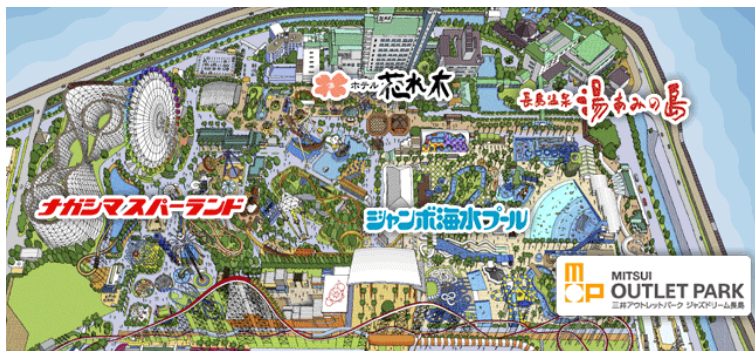 ホテル 花水木
長島温泉 湯あみの島
ナガシマスパーランド
ジャンボ海水プール
mop
MITSUI
OUTLET PARK
三井アウトレットパーク ジャズドリーム長島